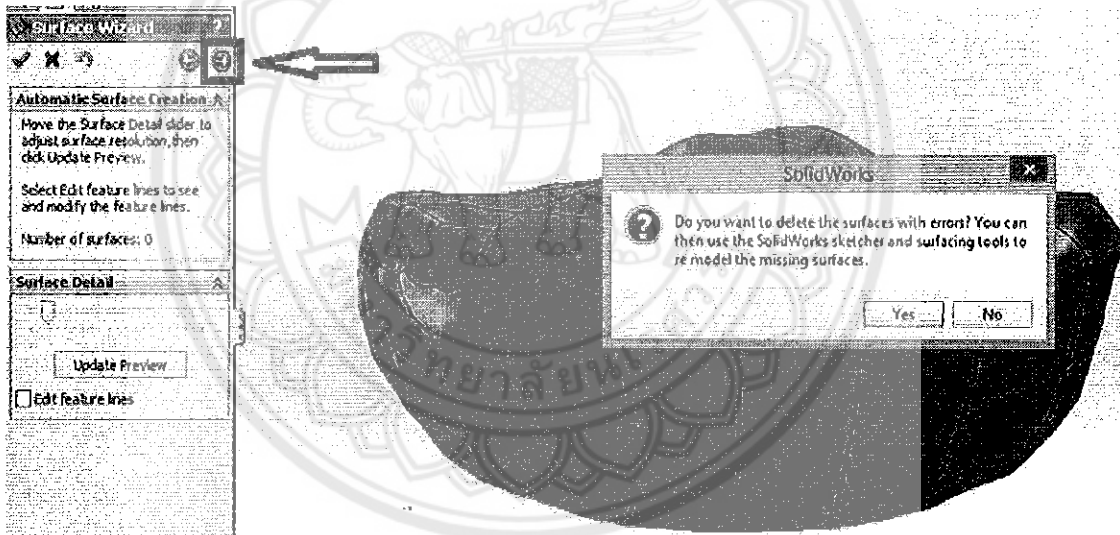 Surface Wizard
?
Automatic Surface Creation
Move the Surface Detail slider to
adjust surface resolution, then
click Update Preview.
Select Edit feature lines to see
and modify the feature lines.
Number of surfaces: 0
Surface Detail
Update Preview
Edit feature lines
SolidWorks
Do you want to delete the surfaces with errors? You can
then use the SolidWorks sketcher and surfacing tools to
re model the missing surfaces.
Yes
No